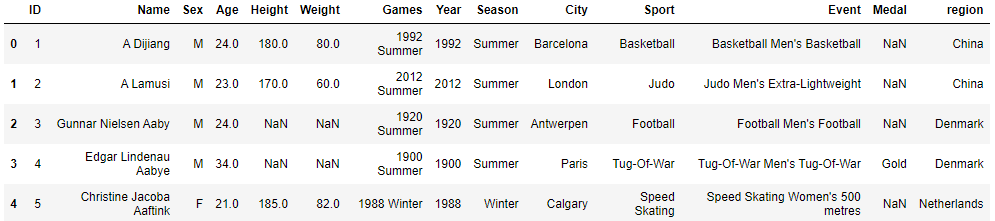 ID Name Sex Age Height Weight Games Year Season City Sport Event Medal region
0 1 A Dijiang M 24.0 180.0 80.0 1992 Summer 1992 Summer Barcelona Basketball Basketball Men's Basketball NaN China
1 2 A Lamusi M 23.0 170.0 60.0 2012 Summer 2012 Summer London Judo Judo Men's Extra-Lightweight NaN China
2 3 Gunnar Nielsen Aaby M 24.0 NaN NaN 1920 Summer 1920 Summer Antwerpen Football Football Men's Football NaN Denmark
3 4 Edgar Lindenau Aabye M 34.0 NaN NaN 1900 Summer 1900 Summer Paris Tug-Of-War Tug-Of-War Men's Tug-Of-War Gold Denmark
4 5 Christine Jacoba Aaftink F 21.0 185.0 82.0 1988 Winter 1988 Winter Calgary Speed Skating Speed Skating Women's 500 metres NaN Netherlands